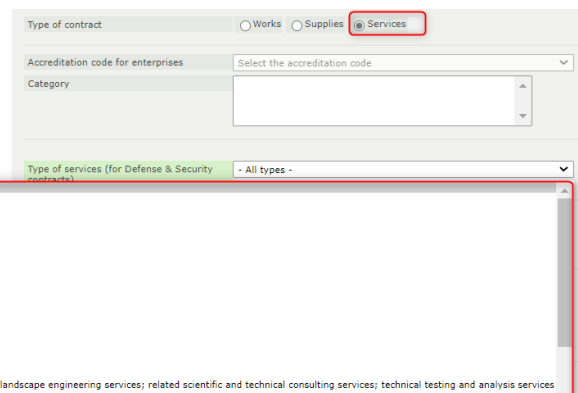 Type of contract Works Supplies Services
Accreditation code for enterprises Select the accreditation code
Category
Type of services (for Defense & Security - All types -
contracts)
landscape engineering services; related scientific and technical consulting services; technical testing and analysis services